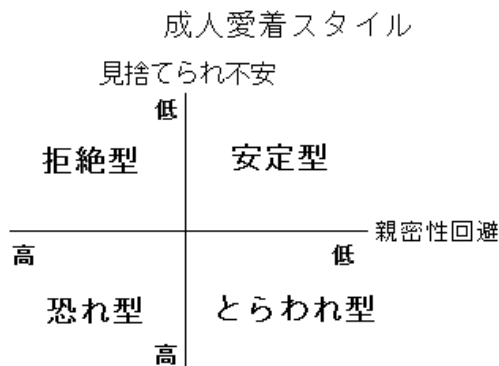 成人愛着スタイル
見捨てられ不安
低
拒絶型
安定型
親密性回避
高
低
恐れ型
とらわれ型
高